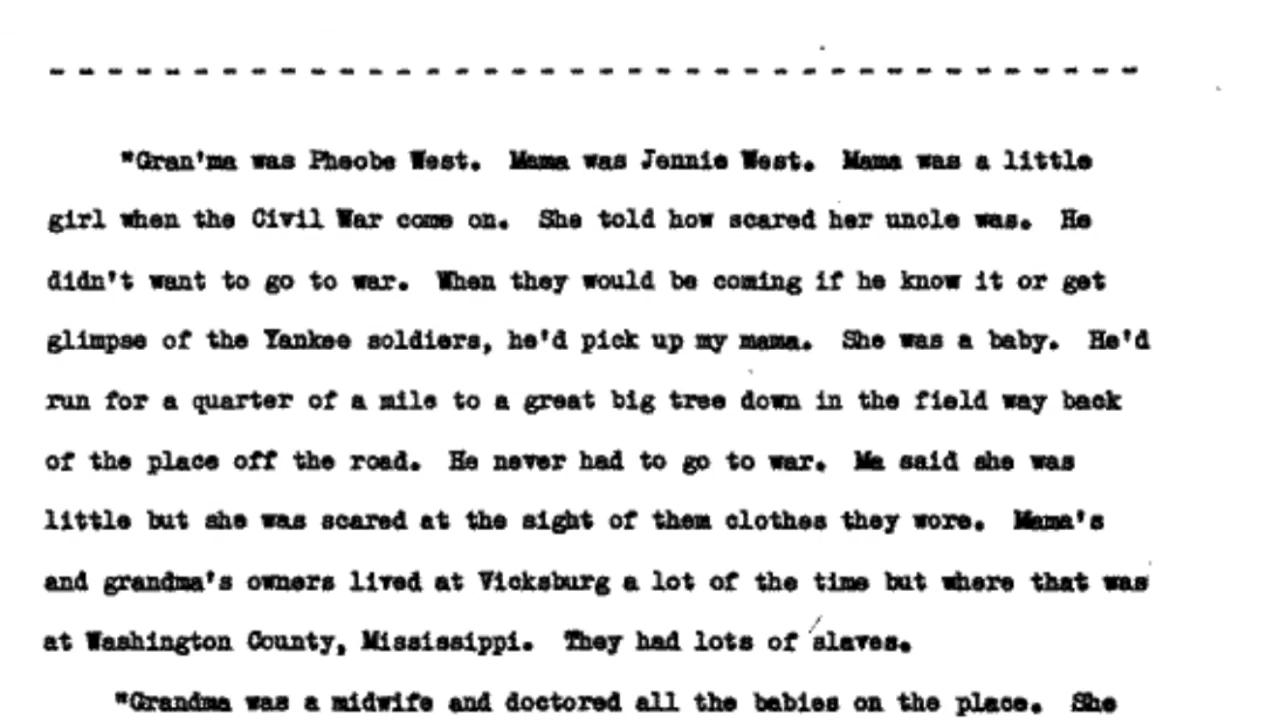 - - - - - - - - - - - - - - - - - - - - - - - - - - - - - - - - - - - - - -
"Gran'ma was Pheobe West. Mama was Jennie West. Mama was a little
girl when the Civil War come on. She told how scared her uncle was. He
didn't want to go to war. When they would be coming if he know it or get
glimpse of the Yankee soldiers, he'd pick up my mama. She was a baby. He'd
run for a quarter of a mile to a great big tree down in the field way back
of the place off the road. He never had to go to war. Ma said she was
little but she was scared at the sight of them clothes they wore. Mama's
and grandma's owners lived at Vicksburg a lot of the time but where that was
at Washington County, Mississippi. They had lots of slaves.
"Grandma was a midwife and doctored all the babies on the place. She